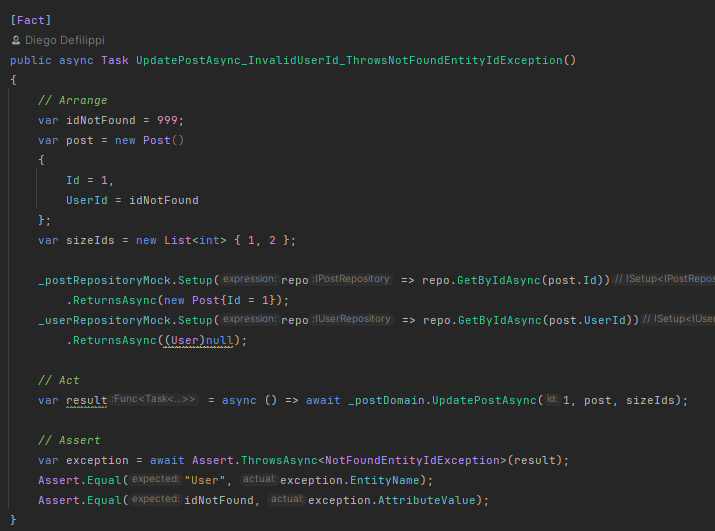 [Fact]
Diego Defilippi
public async Task UpdatePostAsync_InvalidUserId_ThrowsNotFoundEntityIdException()
{
// Arrange
var idNotFound = 999;
var post = new Post()
{
Id = 1,
UserId = idNotFound
};
var sizeIds = new List<int> { 1, 2 };
_postRepositoryMock.Setup( expression: repo :IPostRepository => repo.GetByIdAsync(post.Id)) // ISetup<IPostRepos
.ReturnsAsync(new Post{Id = 1});
_userRepositoryMock.Setup( expression: repo :IUserRepository => repo.GetByIdAsync(post.UserId)) // ISetup<IUser
.ReturnsAsync((User)null);
// Act
var result :Func<Task<...>> = async () => await _postDomain.UpdatePostAsync( id: 1, post, sizeIds);
// Assert
var exception = await Assert.ThrowsAsync<NotFoundEntityIdException>(result);
Assert.Equal( expected: "User", actual: exception.EntityName);
Assert.Equal( expected: idNotFound, actual: exception.AttributeValue);
}